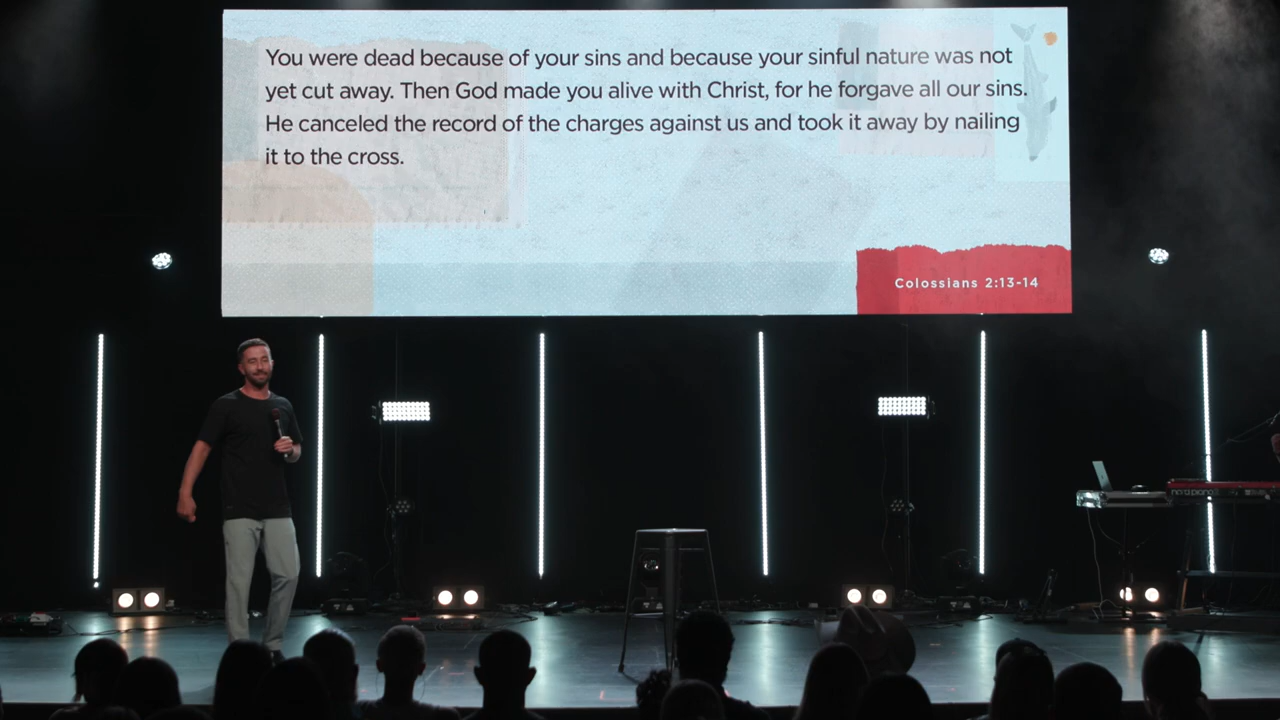 You were dead because of your sins and because your sinful nature was not
yet cut away. Then God made you alive with Christ, for he forgave all our sins.
He canceled the record of the charges against us and took it away by nailing
it to the cross.
Colossians 2:13-14
nord piano